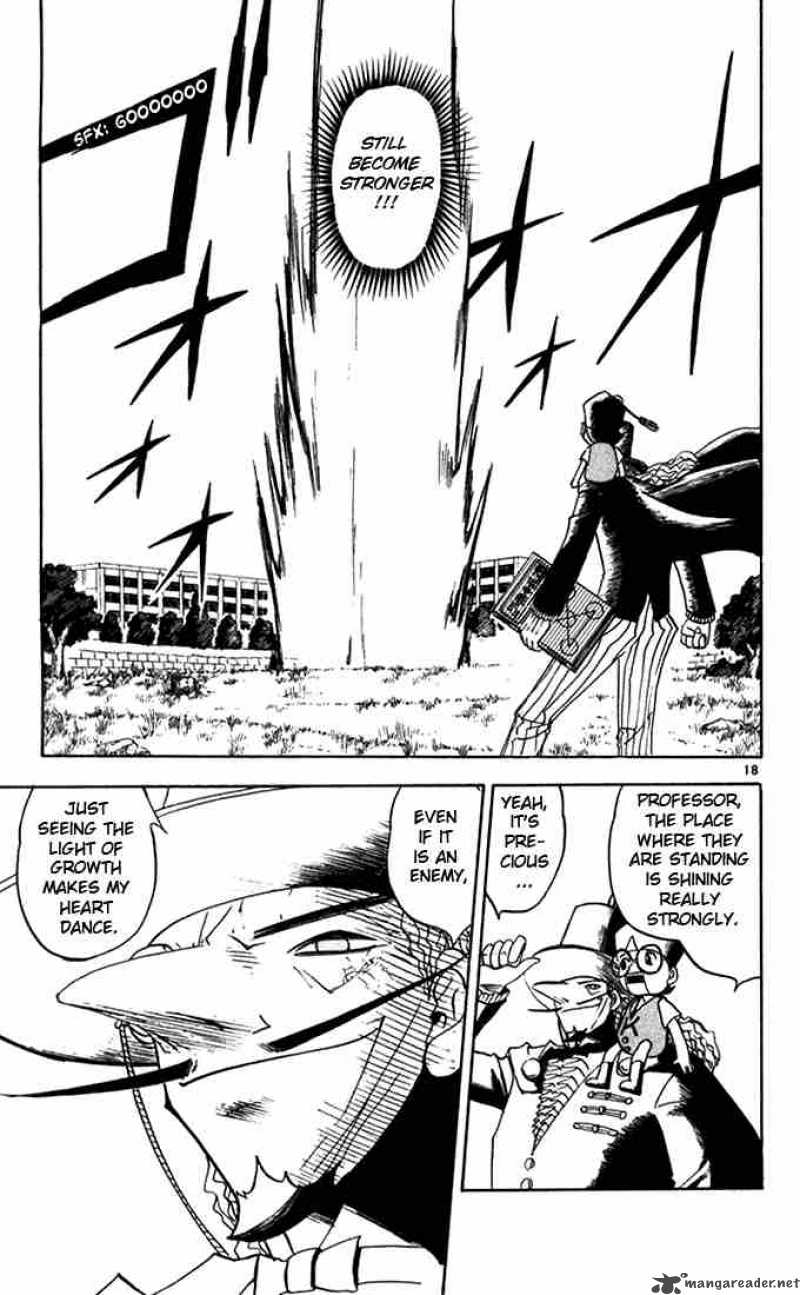 SFX: GOOOOOOO
STILL
BECOME
STRONGER
!!!
18
PROFESSOR,
THE PLACE
WHERE THEY
ARE STANDING
IS SHINING
REALLY
STRONGLY.
YEAH,
IT'S
PRE-
CIOUS
...
EVEN
IF IT
IS AN
ENEMY,
JUST
SEEING THE
LIGHT OF
GROWTH
MAKES MY
HEART
DANCE.
mangareader.net